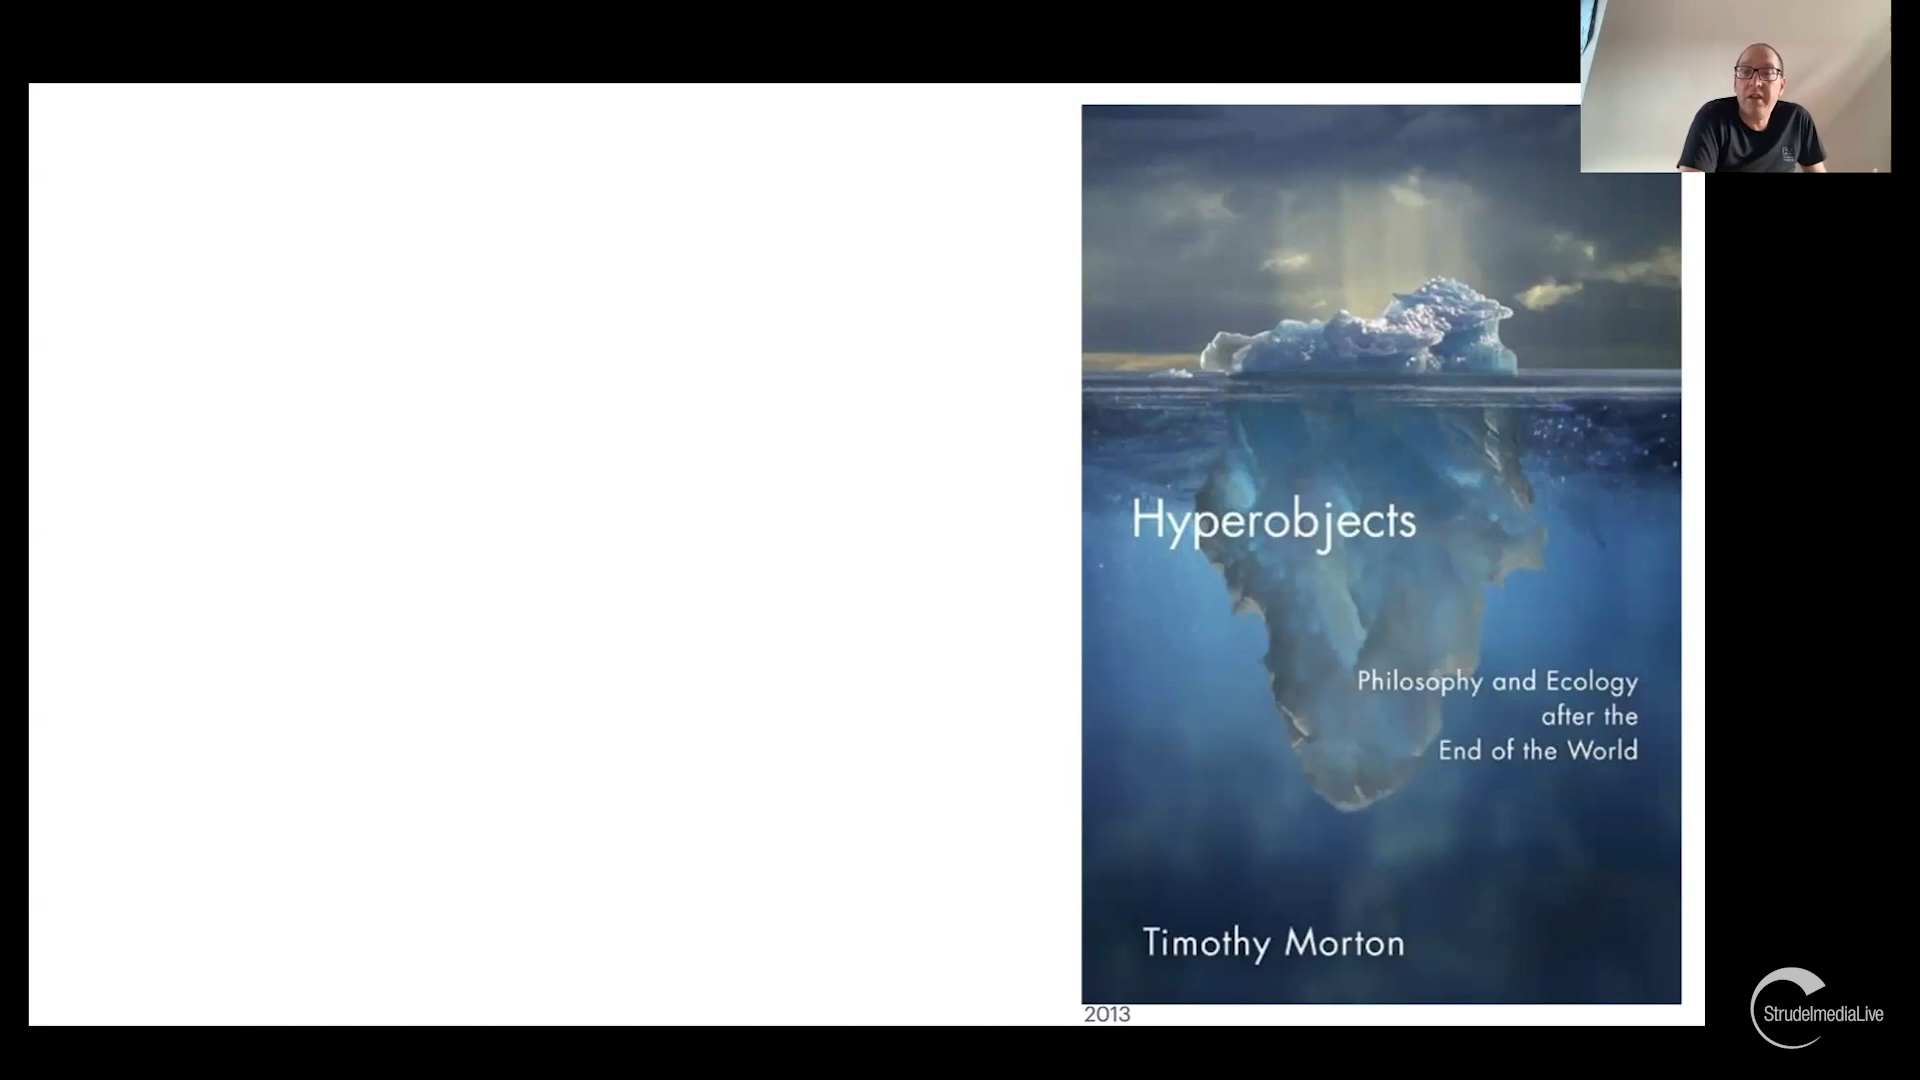 Hyperobjects
Philosophy and Ecology
after the
End of the World
Timothy Morton
2013
StrudelmediaLive